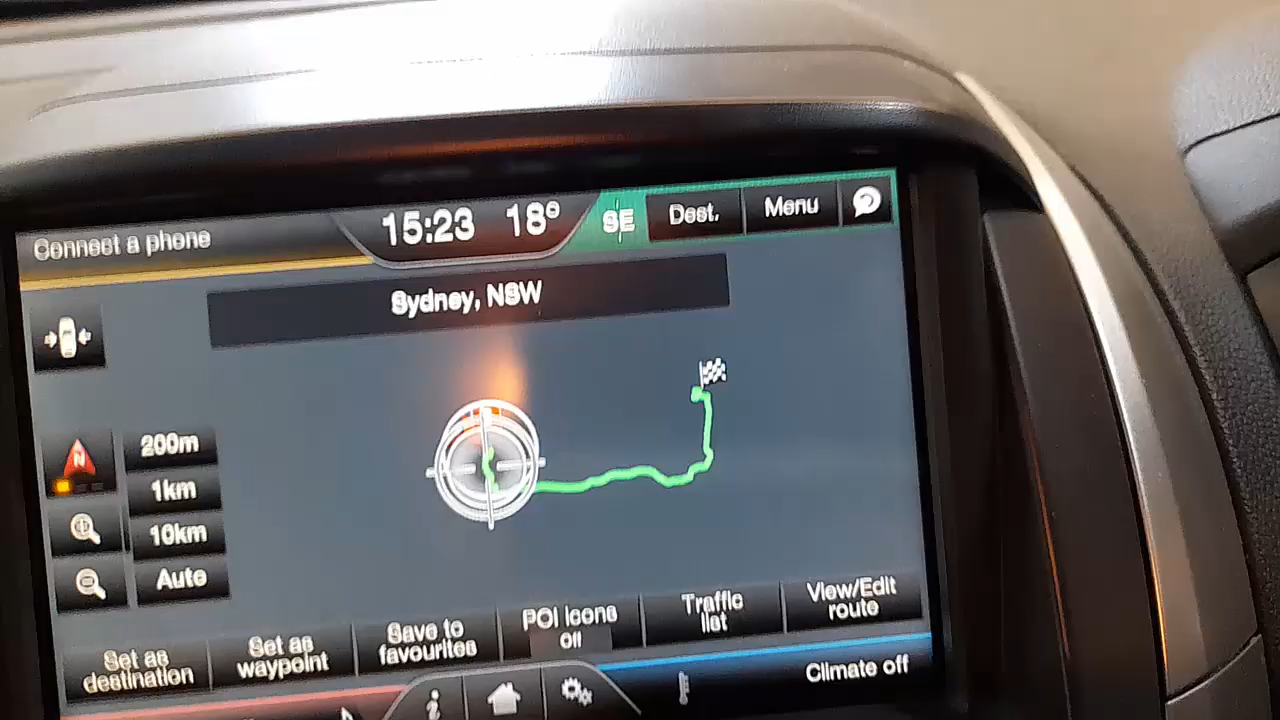 Connect a phone
15:23 18° SE Dest. Menu
Sydney, NSW
N
200m
1km
10km
Auto
Set as
destination
Set as
waypoint
Save to
favourites
POI icons
Off
Traffic
list
View/Edit
route
Climate off